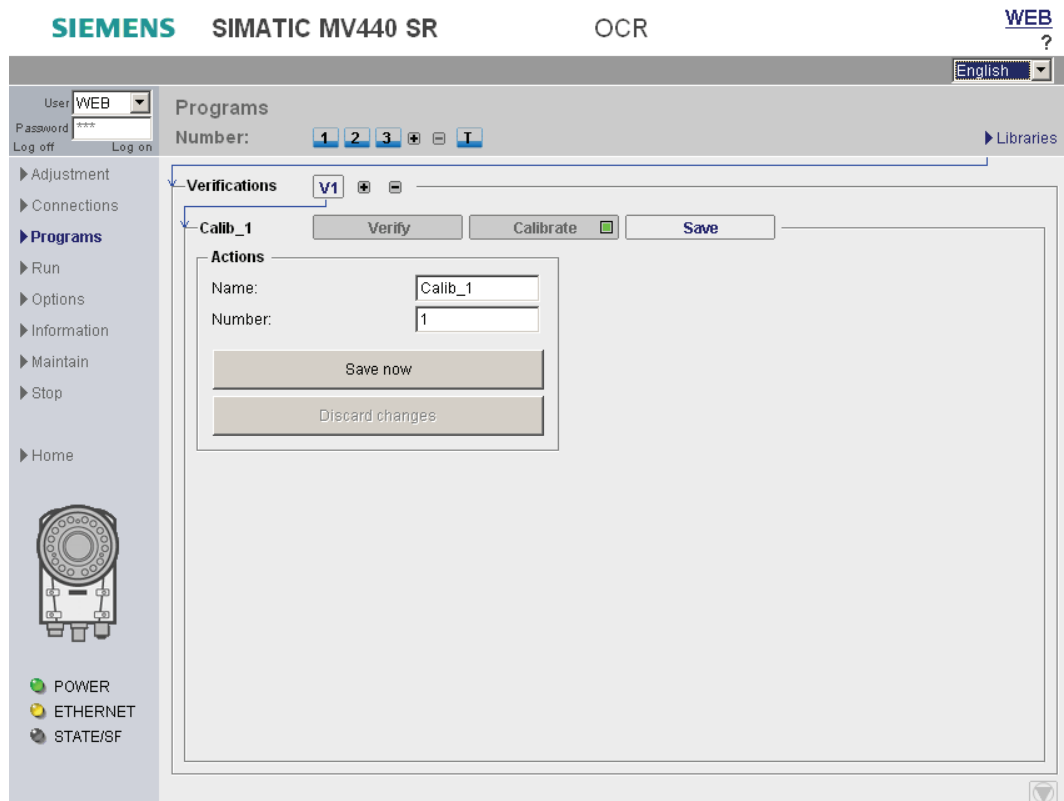 SIEMENS SIMATIC MV440 SR OCR WEB
?
English
User WEB
Password ***
Log off Log on
Programs
Number: 1 2 3 T
Libraries
Adjustment
Connections
Programs
Run
Options
Information
Maintain
Stop
Home
POWER
ETHERNET
STATE/SF
Verifications V1
Calib_1 Verify Calibrate Save
Actions
Name: Calib_1
Number: 1
Save now
Discard changes